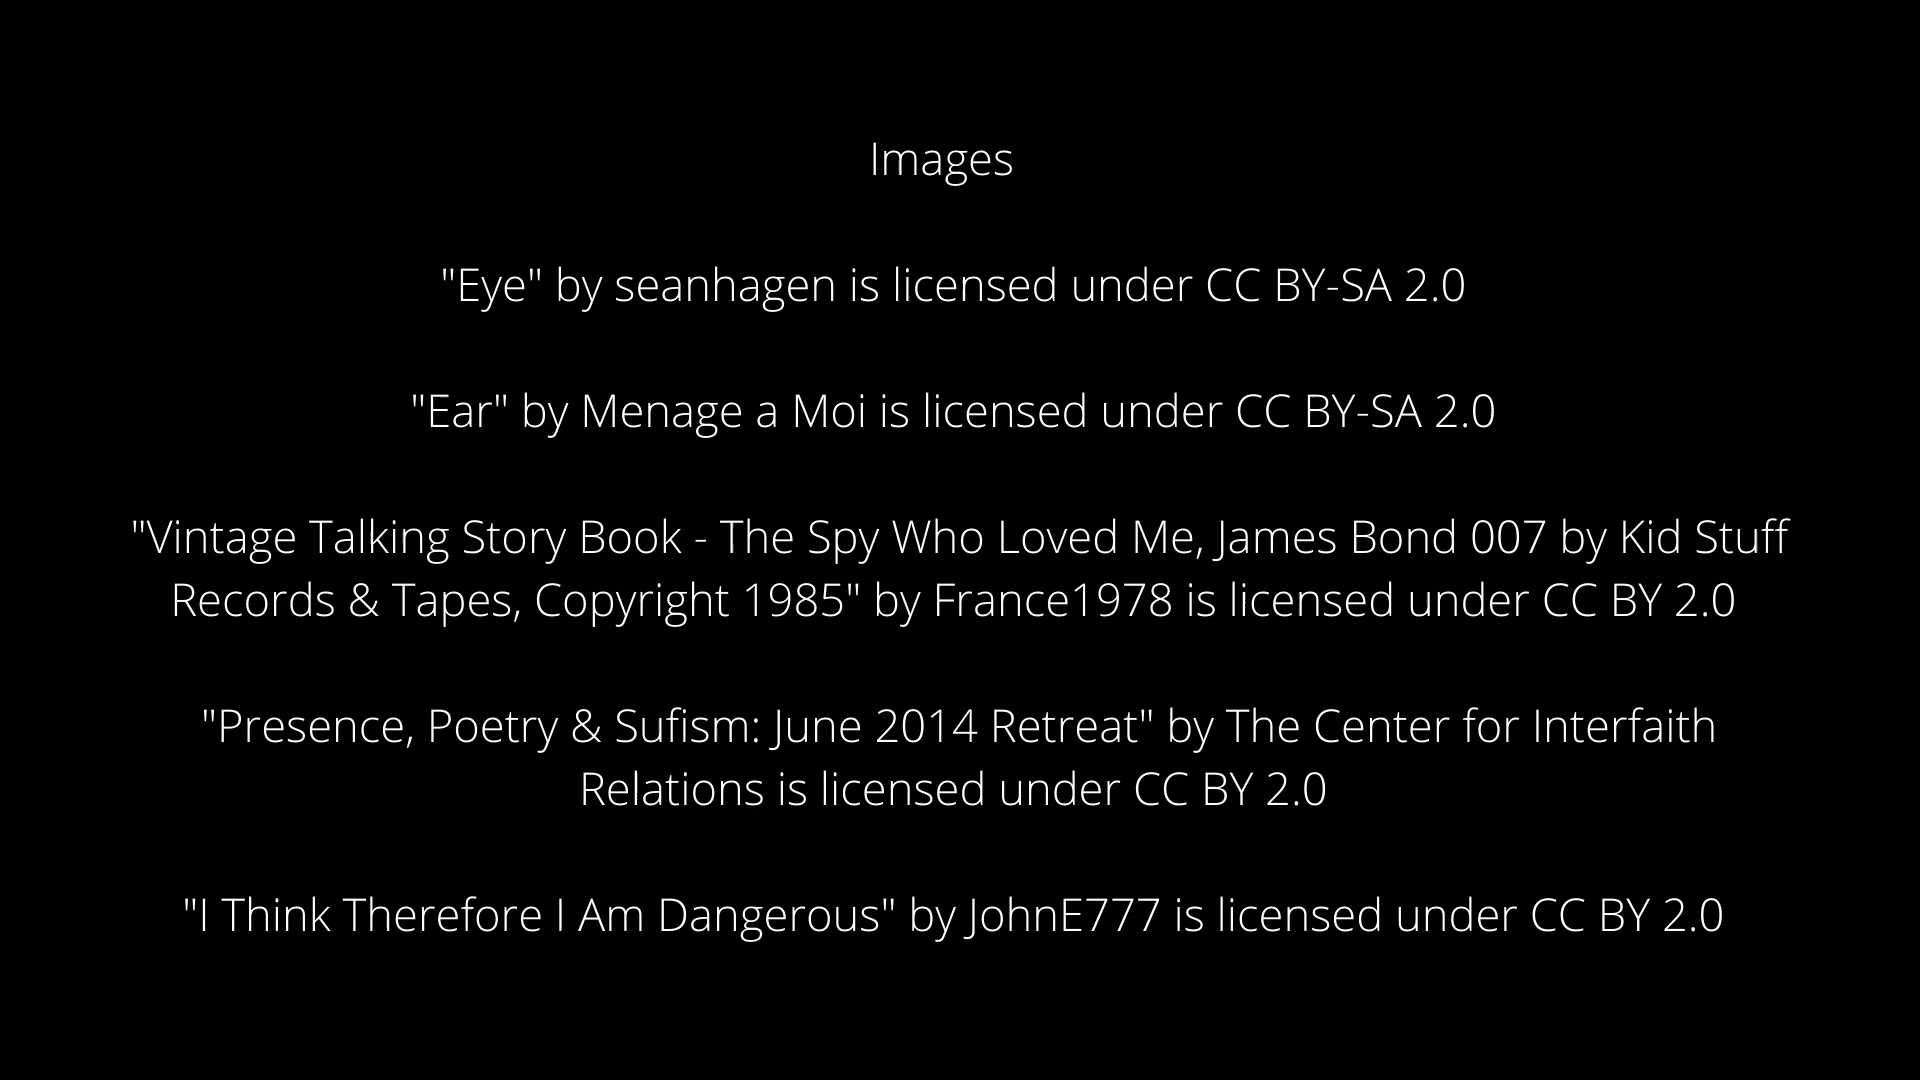 Images
"Eye" by seanhagen is licensed under CC BY-SA 2.0
"Ear" by Menage a Moi is licensed under CC BY-SA 2.0
"Vintage Talking Story Book - The Spy Who Loved Me, James Bond 007 by Kid Stuff
Records & Tapes, Copyright 1985" by France1978 is licensed under CC BY 2.0
"Presence, Poetry & Sufism: June 2014 Retreat" by The Center for Interfaith
Relations is licensed under CC BY 2.0
"I Think Therefore I Am Dangerous" by JohnE777 is licensed under CC BY 2.0